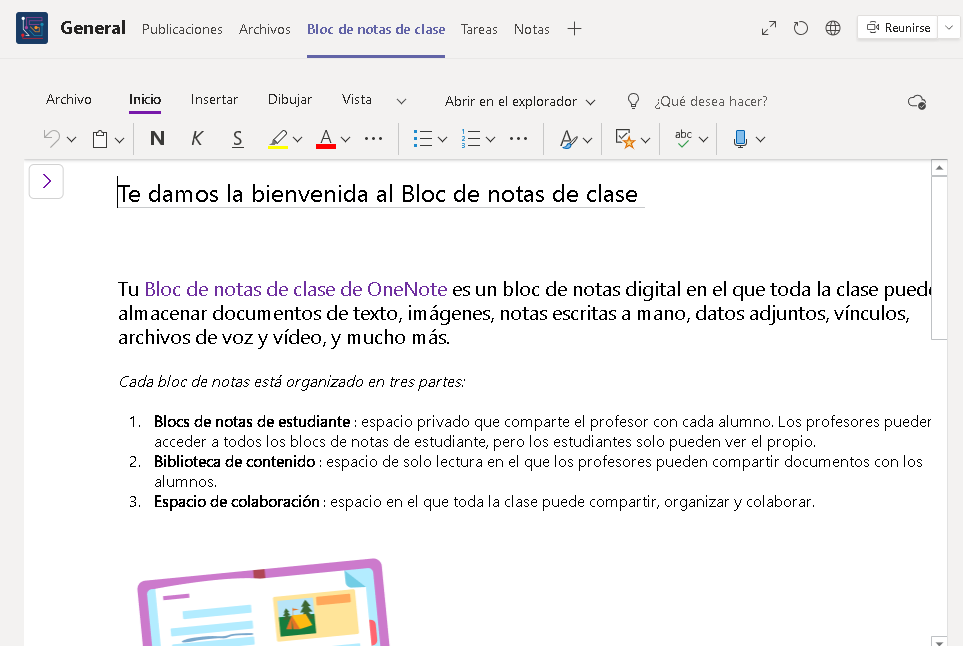 General Publicaciones Archivos Bloc de notas de clase Tareas Notas Reunirse
Archivo Inicio Insertar Dibujar Vista Abrir en el explorador ¿Qué desea hacer?
N K S A abc
Te damos la bienvenida al Bloc de notas de clase
Tu Bloc de notas de clase de OneNote es un bloc de notas digital en el que toda la clase puede
almacenar documentos de texto, imágenes, notas escritas a mano, datos adjuntos, vínculos,
archivos de voz y vídeo, y mucho más.
Cada bloc de notas está organizado en tres partes:
1. Blocs de notas de estudiante : espacio privado que comparte el profesor con cada alumno. Los profesores pueden
acceder a todos los blocs de notas de estudiante, pero los estudiantes solo pueden ver el propio.
2. Biblioteca de contenido : espacio de solo lectura en el que los profesores pueden compartir documentos con los
alumnos.
3. Espacio de colaboración : espacio en el que toda la clase puede compartir, organizar y colaborar.